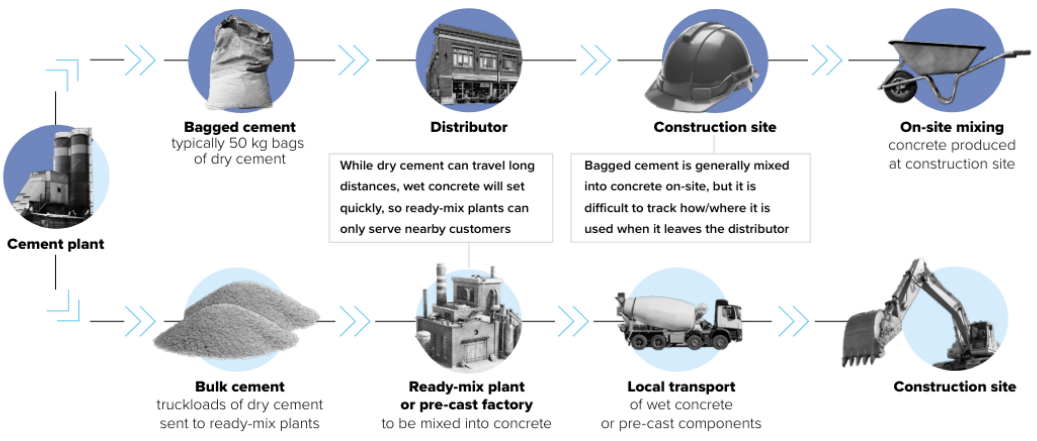 Bagged cement
typically 50 kg bags
of dry cement
Distributor
Construction site
On-site mixing
concrete produced
at construction site
While dry cement can travel long
distances, wet concrete will set
quickly, so ready-mix plants can
only serve nearby customers
Bagged cement is generally mixed
into concrete on-site, but it is
difficult to track how/where it is
used when it leaves the distributor
Cement plant
Bulk cement
truckloads of dry cement
sent to ready-mix plants
Ready-mix plant
or pre-cast factory
to be mixed into concrete
Local transport
of wet concrete
or pre-cast components
Construction site